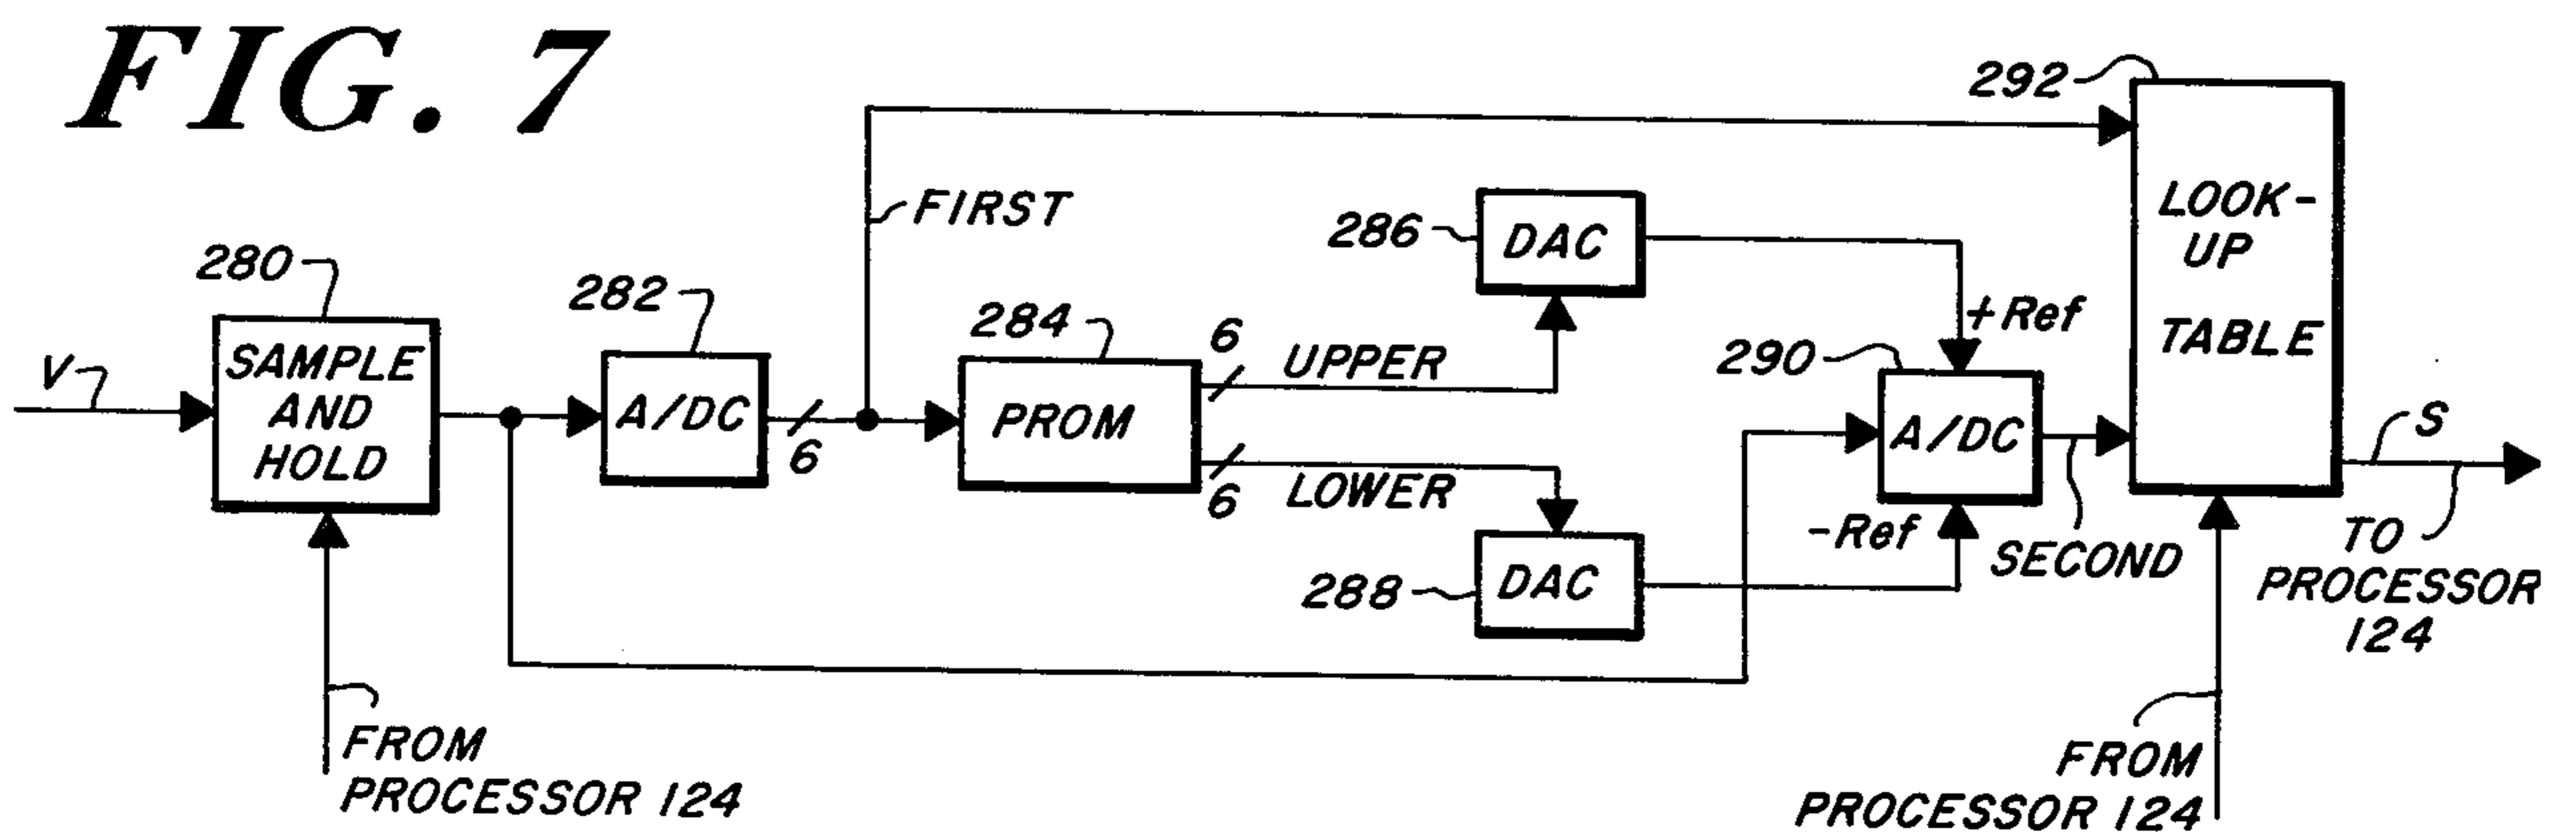 FIG. 7
292
LOOK-
UP
TABLE
FIRST
286
DAC
280
282
284
6
UPPER
+Ref
290
V
SAMPLE
AND
HOLD
A/DC
6
PROM
6
LOWER
A/DC
-Ref
SECOND
S
TO
PROCESSOR
124
288
DAC
FROM
PROCESSOR 124
FROM
PROCESSOR 124